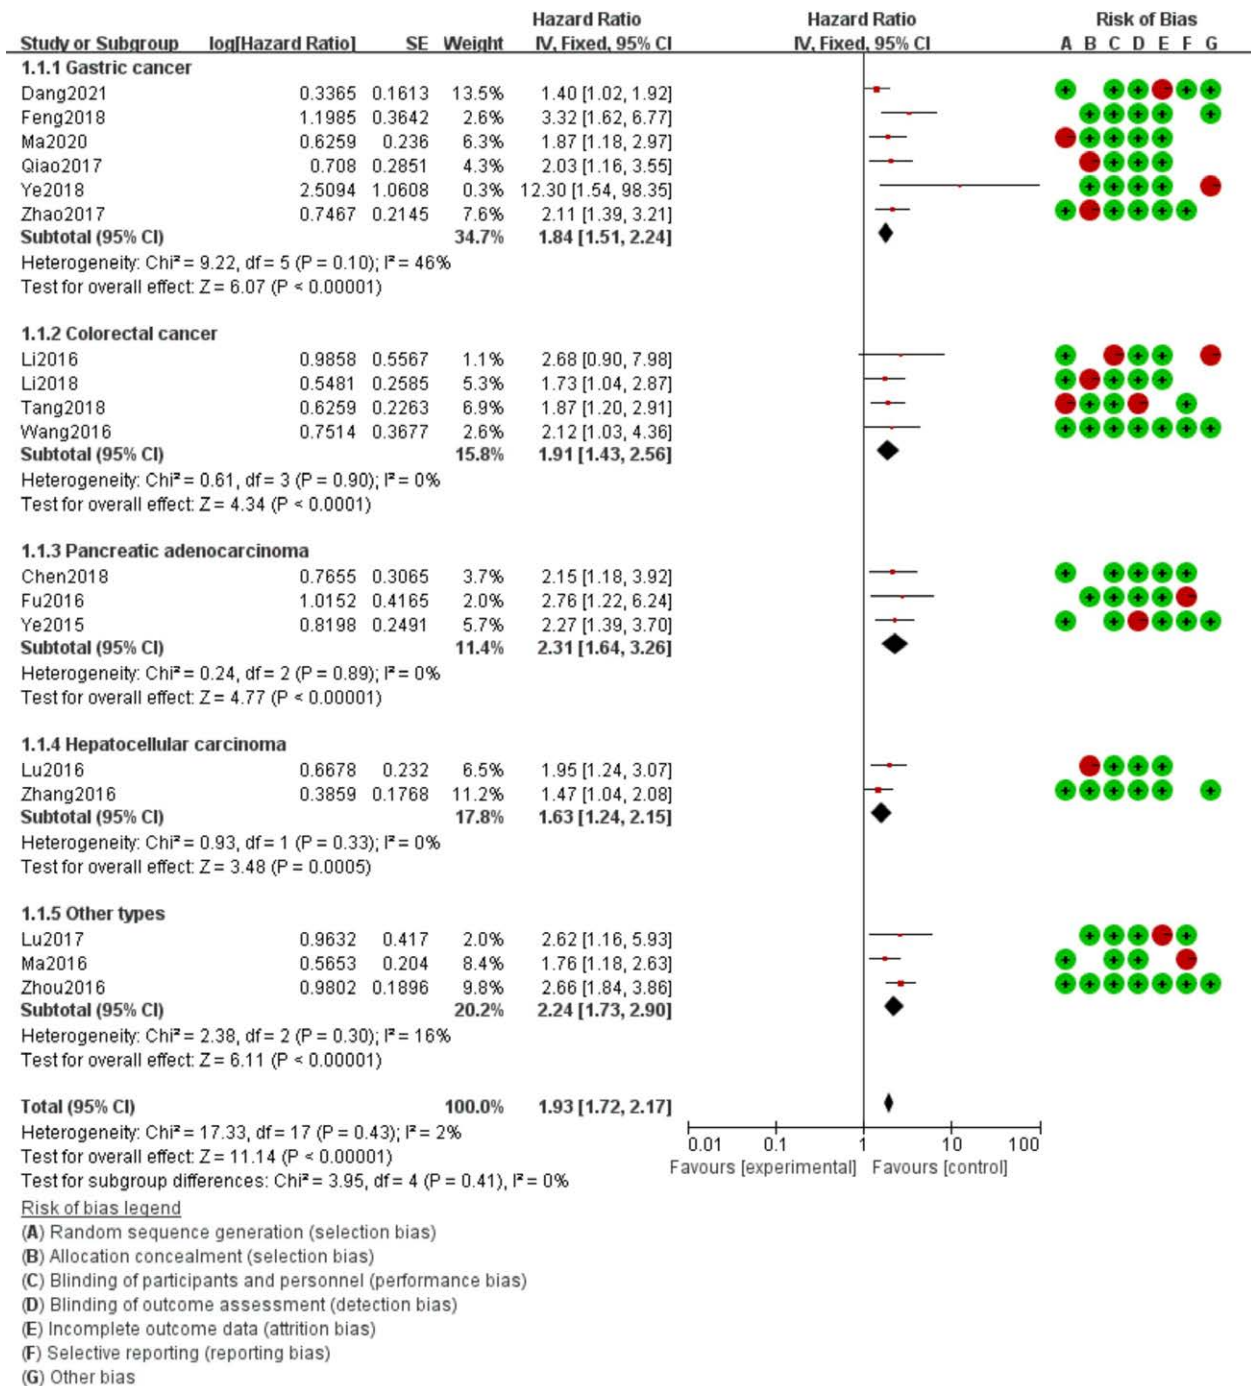 Hazard Ratio Hazard Ratio Risk of Bias
Study or Subgroup log[Hazard Ratio] SE Weight IV, Fixed, 95% CI IV, Fixed, 95% CI A B C D E F G
1.1.1 Gastric cancer
Dang2021 0.3365 0.1613 13.5% 1.40 [1.02, 1.92] + + + - + +
Feng2018 1.1985 0.3642 2.6% 3.32 [1.62, 6.77] + + + + +
Ma2020 0.6259 0.236 6.3% 1.87 [1.18, 2.97] - + + + +
Qiao2017 0.708 0.2851 4.3% 2.03 [1.16, 3.55] - + + +
Ye2018 2.5094 1.0608 0.3% 12.30 [1.54, 98.35] + + + + -
Zhao2017 0.7467 0.2145 7.6% 2.11 [1.39, 3.21] + - + + + +
Subtotal (95% CI) 34.7% 1.84 [1.51, 2.24]
Heterogeneity: Chi² = 9.22, df = 5 (P = 0.10); I² = 46%
Test for overall effect: Z = 6.07 (P < 0.00001)
1.1.2 Colorectal cancer
Li2016 0.9858 0.5567 1.1% 2.68 [0.90, 7.98] + - + + -
Li2018 0.5481 0.2585 5.3% 1.73 [1.04, 2.87] + - + + +
Tang2018 0.6259 0.2263 6.9% 1.87 [1.20, 2.91] - + + - +
Wang2016 0.7514 0.3677 2.6% 2.12 [1.03, 4.36] + + + + + + +
Subtotal (95% CI) 15.8% 1.91 [1.43, 2.56]
Heterogeneity: Chi² = 0.61, df = 3 (P = 0.90); I² = 0%
Test for overall effect: Z = 4.34 (P < 0.0001)
1.1.3 Pancreatic adenocarcinoma
Chen2018 0.7655 0.3065 3.7% 2.15 [1.18, 3.92] + + + + +
Fu2016 1.0152 0.4165 2.0% 2.76 [1.22, 6.24] + + + + -
Ye2015 0.8198 0.2491 5.7% 2.27 [1.39, 3.70] + + - + + +
Subtotal (95% CI) 11.4% 2.31 [1.64, 3.26]
Heterogeneity: Chi² = 0.24, df = 2 (P = 0.89); I² = 0%
Test for overall effect: Z = 4.77 (P < 0.00001)
1.1.4 Hepatocellular carcinoma
Lu2016 0.6678 0.232 6.5% 1.95 [1.24, 3.07] - + + +
Zhang2016 0.3859 0.1768 11.2% 1.47 [1.04, 2.08] + + + + + +
Subtotal (95% CI) 17.8% 1.63 [1.24, 2.15]
Heterogeneity: Chi² = 0.93, df = 1 (P = 0.33); I² = 0%
Test for overall effect: Z = 3.48 (P = 0.0005)
1.1.5 Other types
Lu2017 0.9632 0.417 2.0% 2.62 [1.16, 5.93] + + + - +
Ma2016 0.5653 0.204 8.4% 1.76 [1.18, 2.63] + + + -
Zhou2016 0.9802 0.1896 9.8% 2.66 [1.84, 3.86] + + + + + + +
Subtotal (95% CI) 20.2% 2.24 [1.73, 2.90]
Heterogeneity: Chi² = 2.38, df = 2 (P = 0.30); I² = 16%
Test for overall effect: Z = 6.11 (P < 0.00001)
Total (95% CI) 100.0% 1.93 [1.72, 2.17]
Heterogeneity: Chi² = 17.33, df = 17 (P = 0.43); I² = 2%
Test for overall effect: Z = 11.14 (P < 0.00001)
Test for subgroup differences: Chi² = 3.95, df = 4 (P = 0.41), I² = 0%
0.01 0.1 1 10 100
Favours [experimental] Favours [control]
Risk of bias legend
(A) Random sequence generation (selection bias)
(B) Allocation concealment (selection bias)
(C) Blinding of participants and personnel (performance bias)
(D) Blinding of outcome assessment (detection bias)
(E) Incomplete outcome data (attrition bias)
(F) Selective reporting (reporting bias)
(G) Other bias